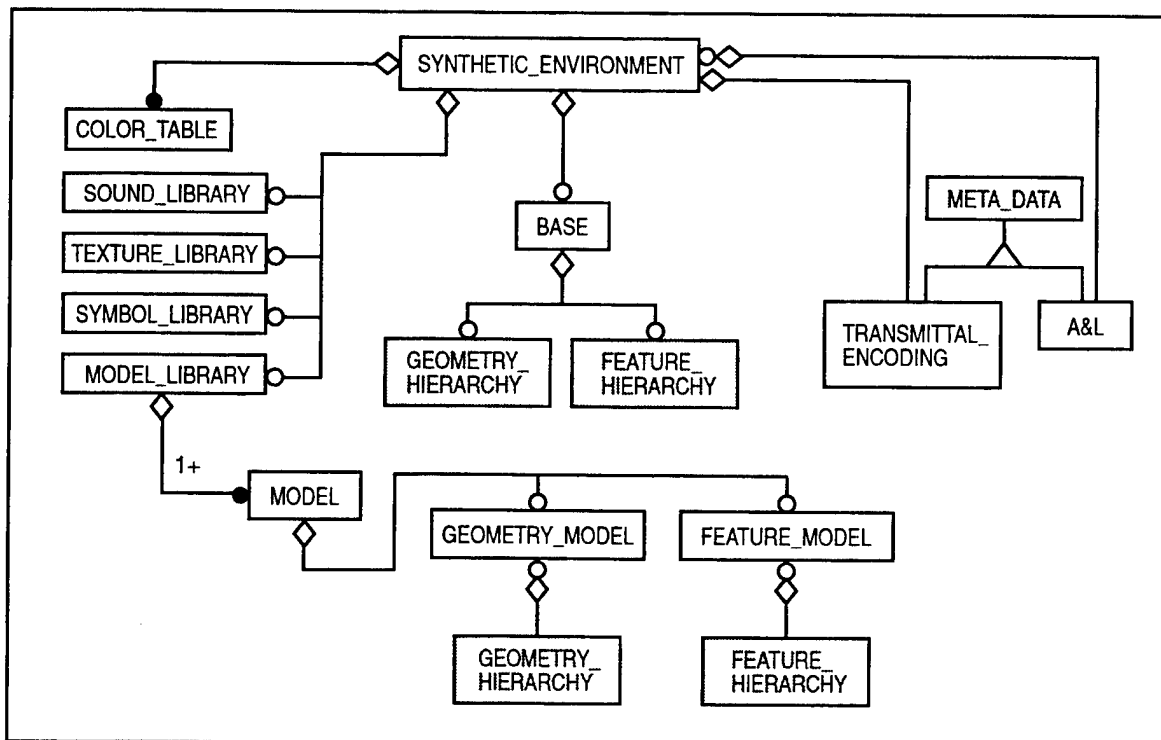 SYNTHETIC_ENVIRONMENT
COLOR_TABLE
SOUND_LIBRARY
TEXTURE_LIBRARY
SYMBOL_LIBRARY
MODEL_LIBRARY
BASE
META_DATA
GEOMETRY_
HIERARCHY
FEATURE_
HIERARCHY
TRANSMITTAL_
ENCODING
A&L
1+
MODEL
GEOMETRY_MODEL
FEATURE_MODEL
GEOMETRY_
HIERARCHY
FEATURE_
HIERARCHY